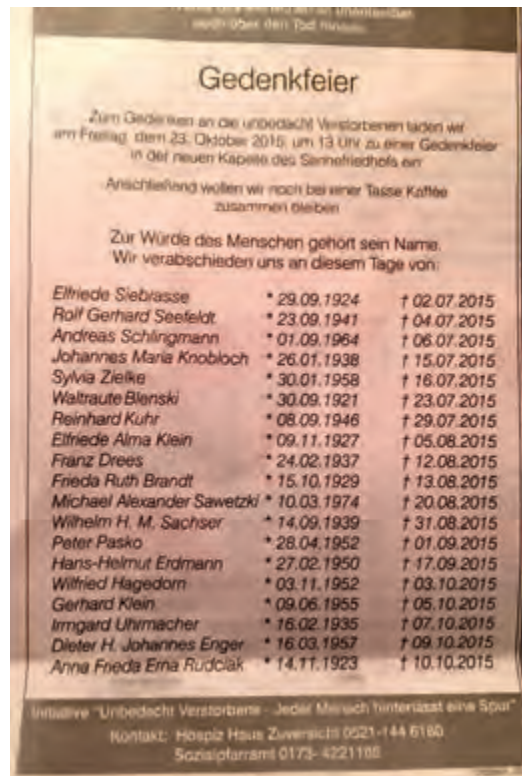 auch über den Tod hinaus.
Gedenkfeier
Zum Gedenken an die unbedacht Verstorbenen laden wir
am Freitag, dem 23. Oktober 2015, um 13 Uhr zu einer Gedenkfeier
in der neuen Kapelle des Sennefriedhofs ein.
Anschließend wollen wir noch bei einer Tasse Kaffee
zusammen bleiben
Zur Würde des Menschen gehört sein Name.
Wir verabschieden uns an diesem Tage von:
Elfriede Siebrasse * 29.09.1924 † 02.07.2015
Rolf Gerhard Seefeldt * 23.09.1941 † 04.07.2015
Andreas Schlingmann * 01.09.1964 † 06.07.2015
Johannes Maria Knobloch * 26.01.1938 † 15.07.2015
Sylvia Zielke * 30.01.1958 † 16.07.2015
Waltraute Blenski * 30.09.1921 † 23.07.2015
Reinhard Kuhr * 08.09.1946 † 29.07.2015
Elfriede Alma Klein * 09.11.1927 † 05.08.2015
Franz Drees * 24.02.1937 † 12.08.2015
Frieda Ruth Brandt * 15.10.1929 † 13.08.2015
Michael Alexander Sawetzki * 10.03.1974 † 20.08.2015
Wilhelm H. M. Sachser * 14.09.1939 † 31.08.2015
Peter Pasko * 28.04.1952 † 01.09.2015
Hans-Helmut Erdmann * 27.02.1950 † 17.09.2015
Wilfried Hagedorn * 03.11.1952 † 03.10.2015
Gerhard Klein * 09.06.1955 † 05.10.2015
Irmgard Uhrmacher * 16.02.1935 † 07.10.2015
Dieter H. Johannes Enger * 16.03.1957 † 09.10.2015
Anna Frieda Erna Rudolak * 14.11.1923 † 10.10.2015
Initiative "Unbedacht Verstorbene - Jeder Mensch hinterlässt eine Spur"
Kontakt: Hospiz Haus Zuversicht 0521-144 6180
Sozialpfarramt 0173- 4221188